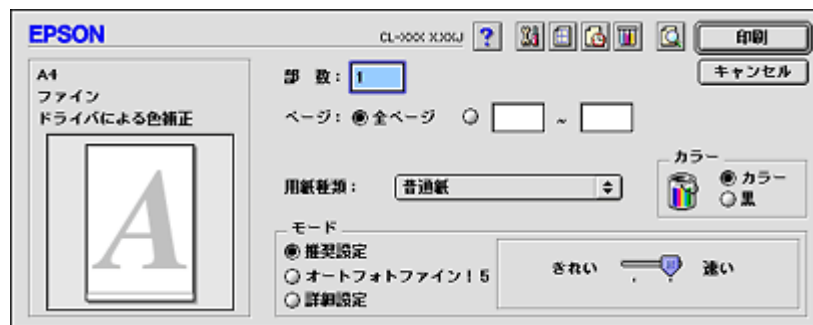 EPSON
CL-XXX X.XXJ
?
印刷
キャンセル
A4
ファイン
ドライバによる色補正
A
部 数: 1
ページ: 全ページ ~
用紙種類: 普通紙
カラー
カラー
黒
モード
推奨設定
オートフォトファイン!5
詳細設定
きれい 速い